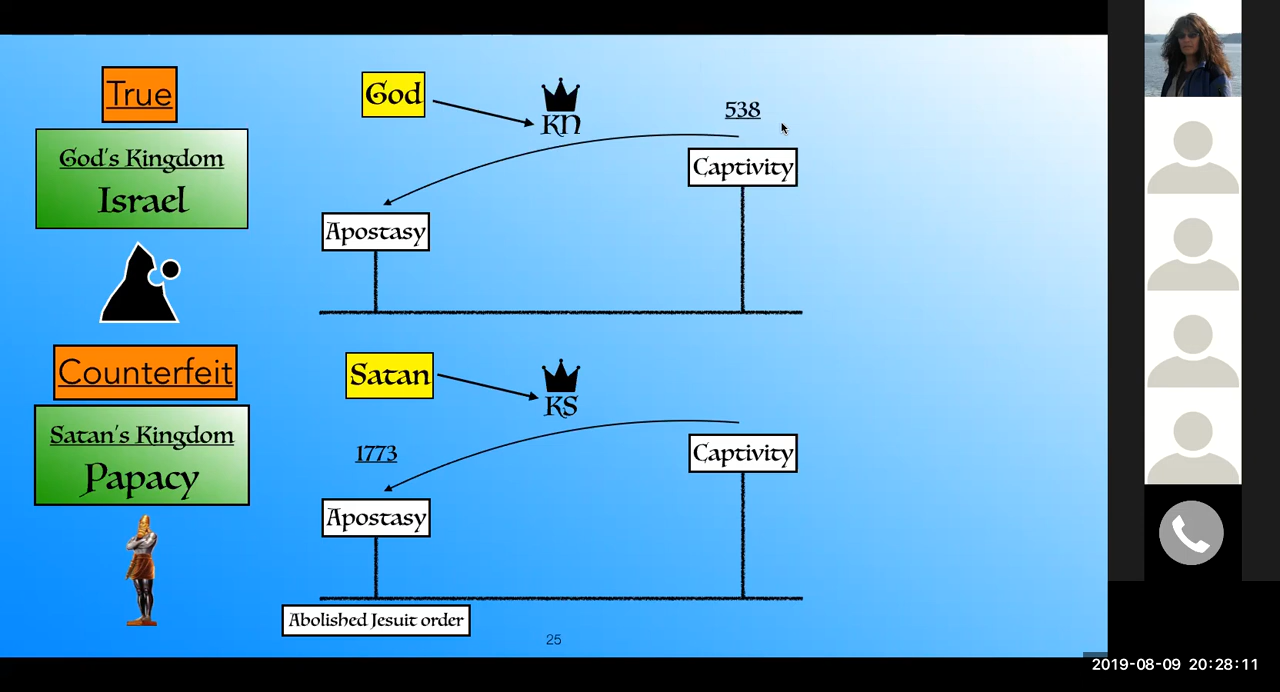 True
God's Kingdom
Israel
God
KN
538
Captivity
Apostasy
Counterfeit
Satan's Kingdom
Papacy
Satan
KS
1773
Captivity
Apostasy
Abolished Jesuit order
25
2019-08-09 20:28:11